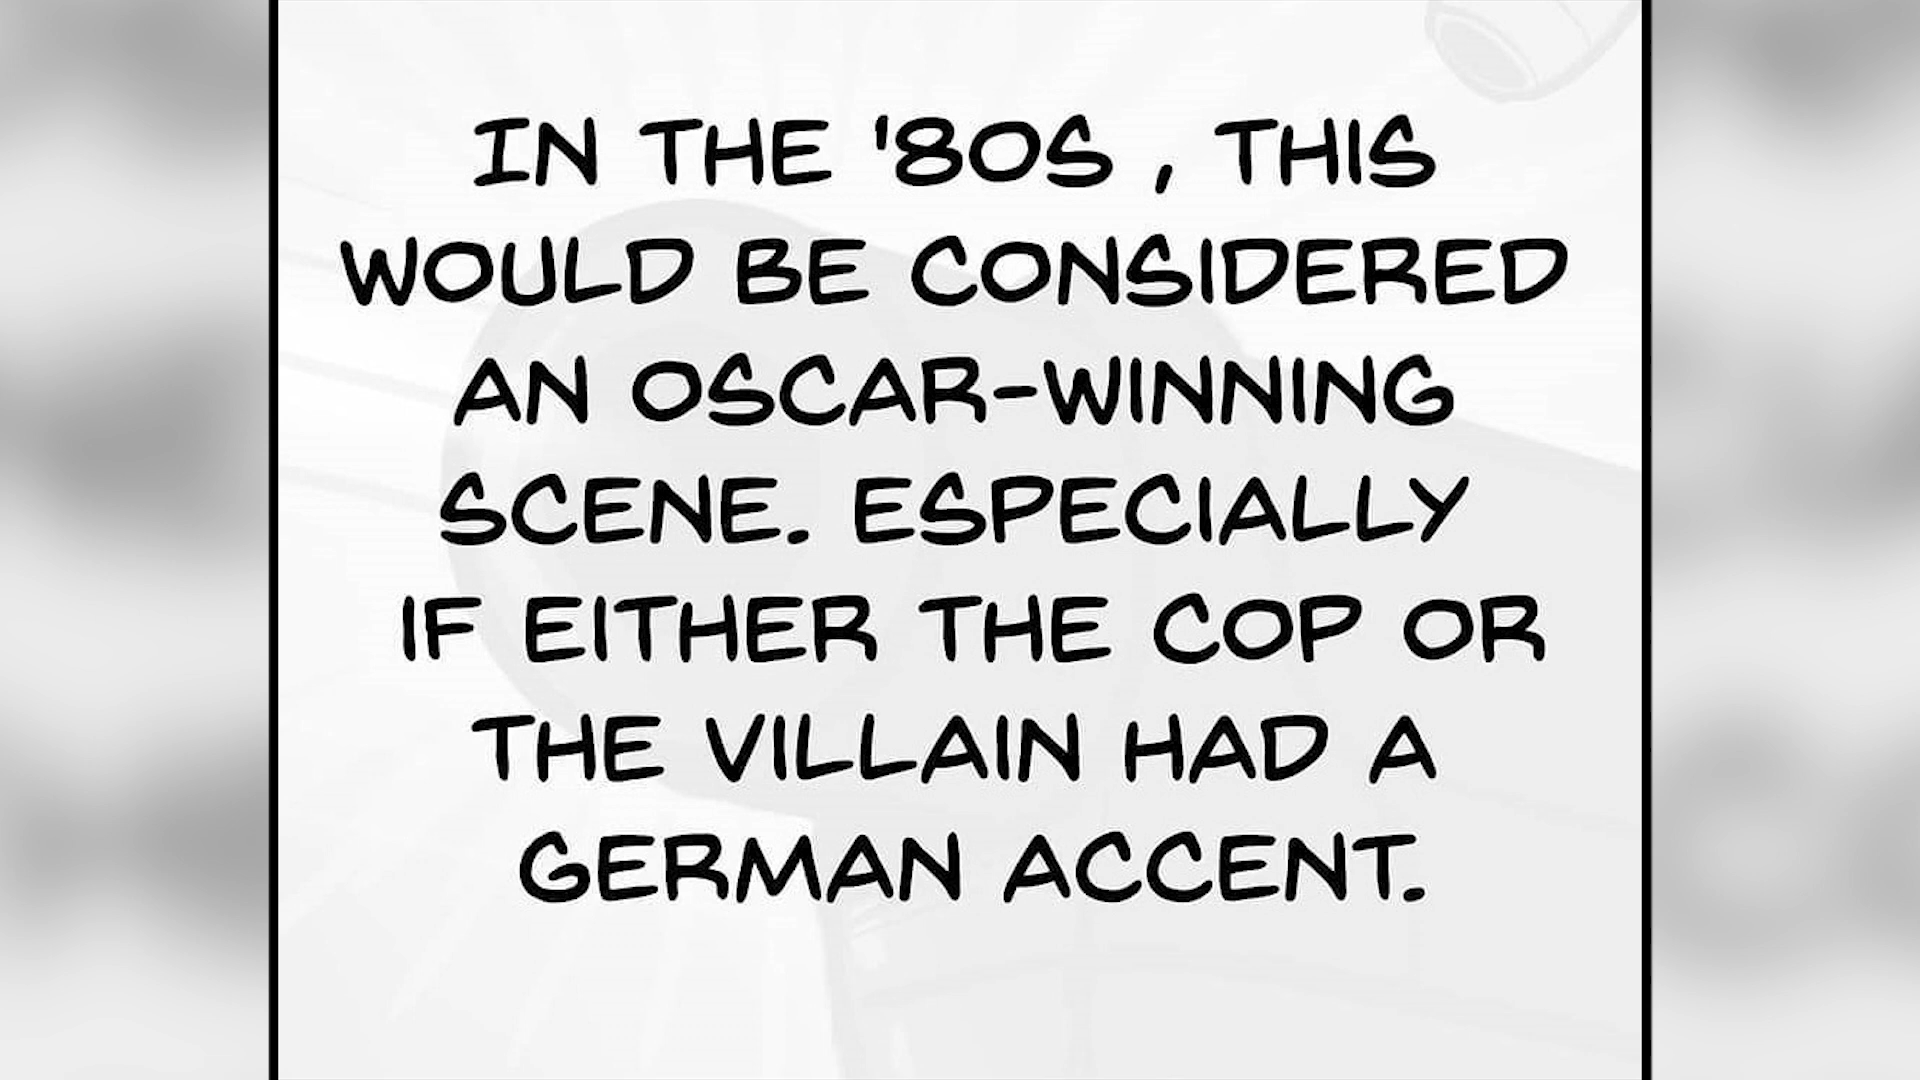 IN THE '80S , THIS
WOULD BE CONSIDERED
AN OSCAR-WINNING
SCENE. ESPECIALLY
IF EITHER THE COP OR
THE VILLAIN HAD A
GERMAN ACCENT.